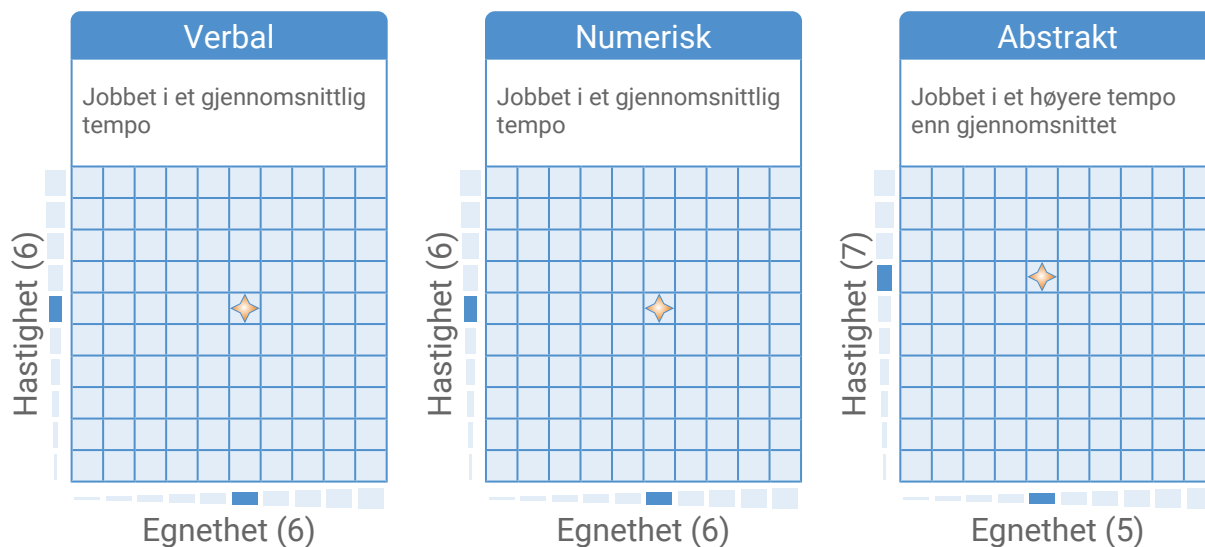 Verbal
Jobbet i et gjennomsnittlig
tempo
Hastighet (6)
Egnethet (6)
Numerisk
Jobbet i et gjennomsnittlig
tempo
Hastighet (6)
Egnethet (6)
Abstrakt
Jobbet i et høyere tempo
enn gjennomsnittet
Hastighet (7)
Egnethet (5)